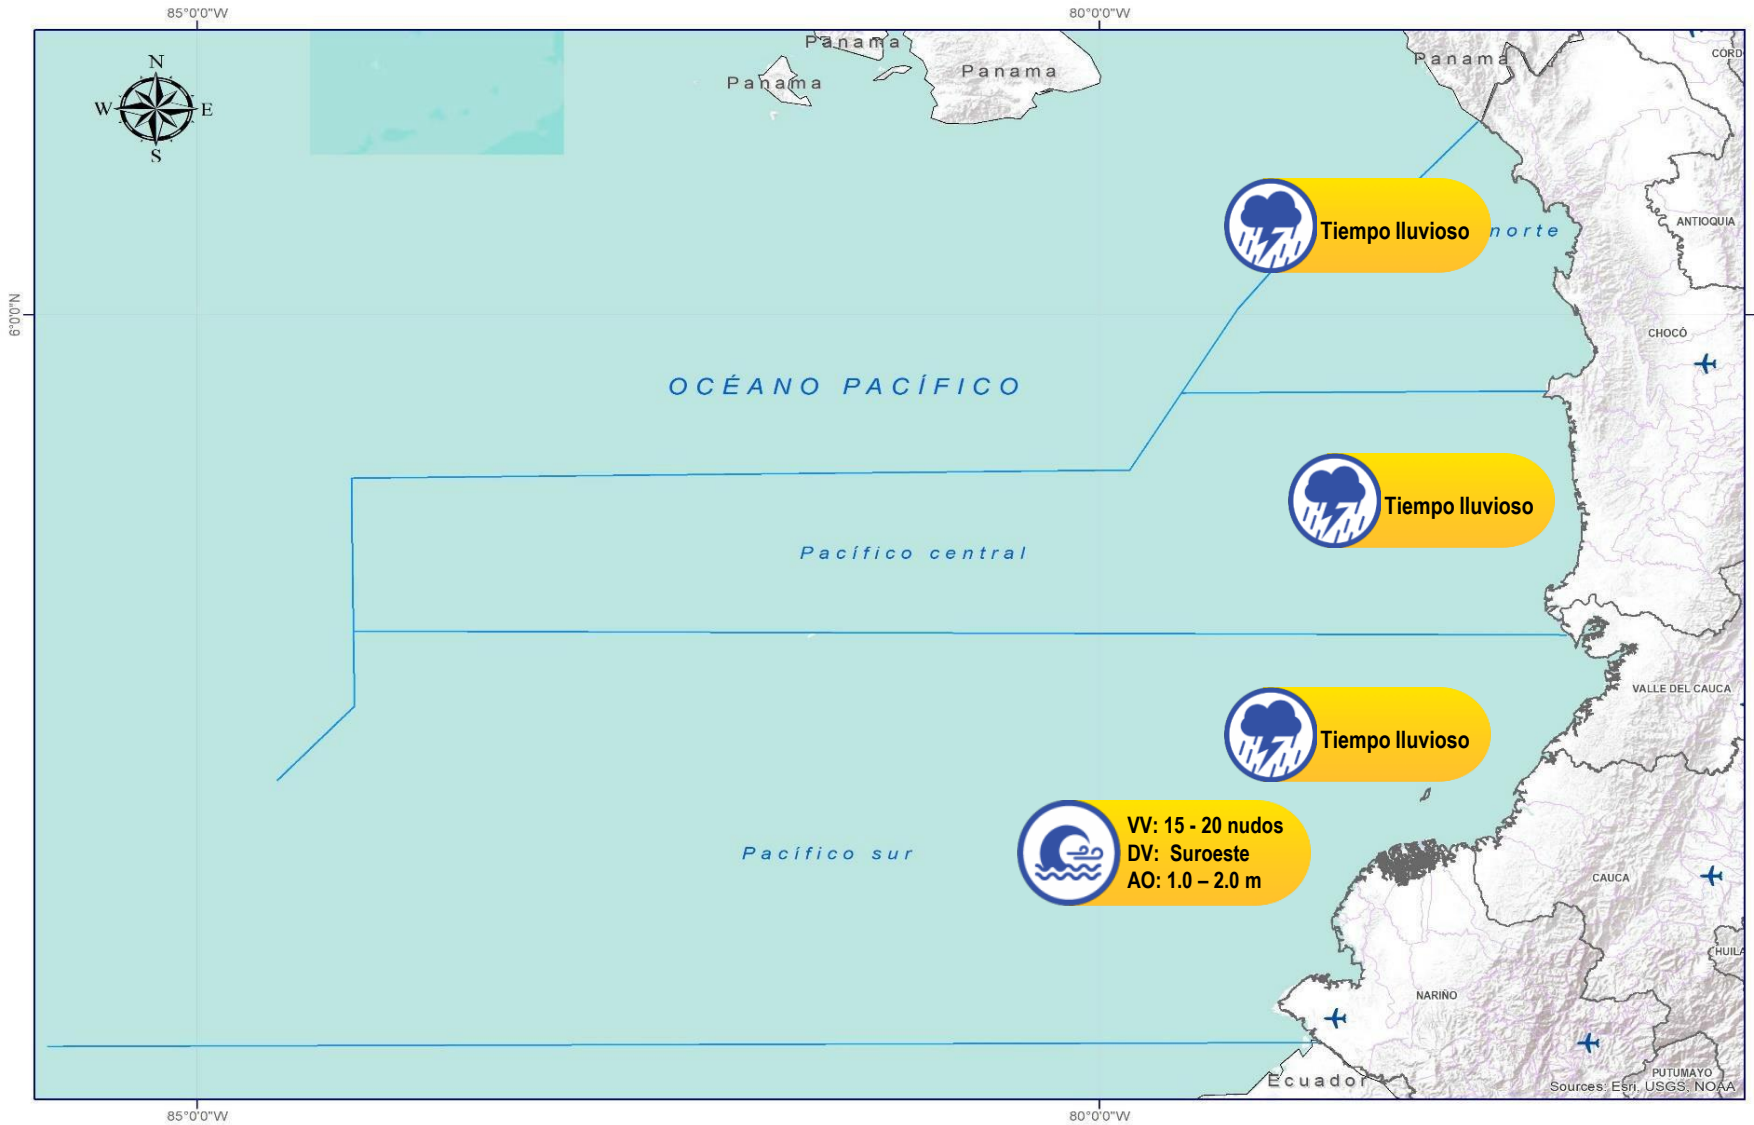 85°0'0"W
80°0'0"W
N
W
E
S
6°0'0"N
Panama
Panama
Panama
Panama
CORD
ANTIOQUIA
Tiempo lluvioso
norte
CHOCÓ
OCÉANO PACÍFICO
Tiempo lluvioso
Pacífico central
VALLE DEL CAUCA
Tiempo lluvioso
VV: 15 - 20 nudos
DV: Suroeste
AO: 1.0 – 2.0 m
Pacífico sur
CAUCA
HUILA
NARIÑO
PUTUMAYO
Ecuador
Sources: Esri, USGS, NOAA
85°0'0"W
80°0'0"W